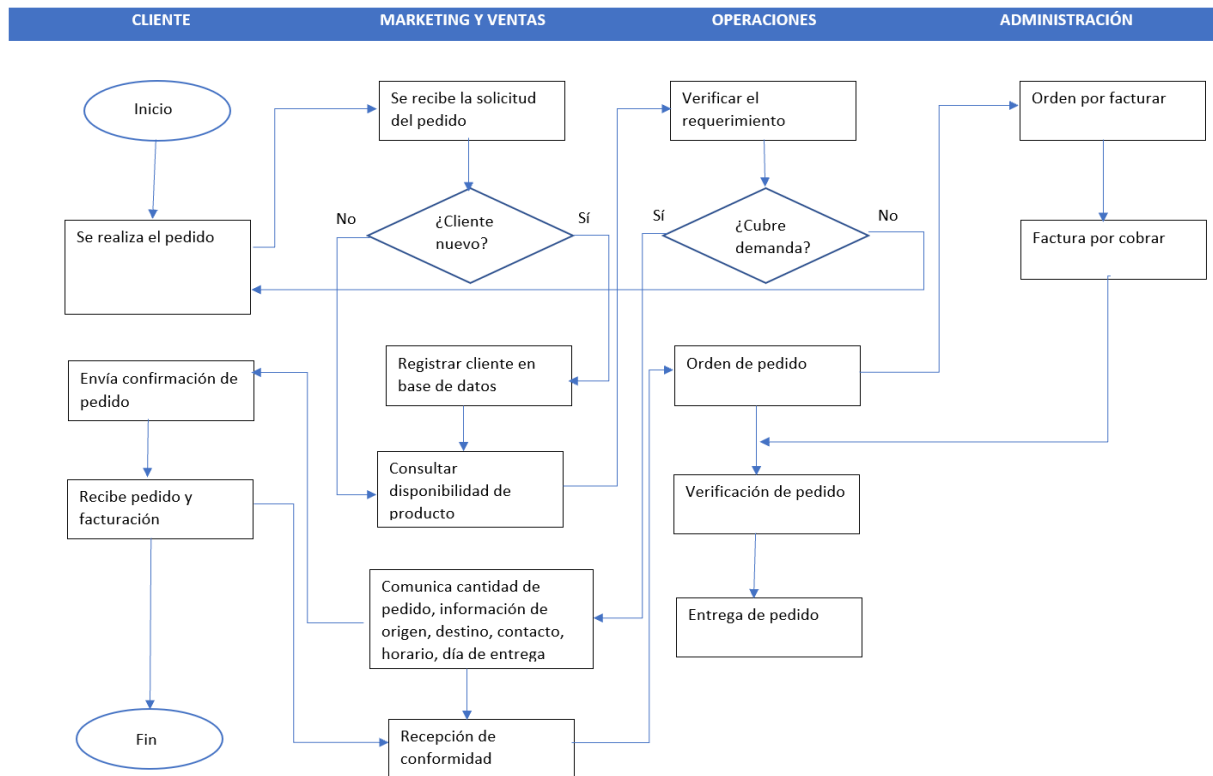 CLIENTE
MARKETING Y VENTAS
OPERACIONES
ADMINISTRACIÓN
Inicio
Se recibe la solicitud
del pedido
Verificar el
requerimiento
Orden por facturar
Se realiza el pedido
No
¿Cliente
nuevo?
Sí
Sí
¿Cubre
demanda?
No
Factura por cobrar
Envía confirmación de
pedido
Registrar cliente en
base de datos
Orden de pedido
Recibe pedido y
facturación
Consultar
disponibilidad de
producto
Verificación de pedido
Comunica cantidad de
pedido, información de
origen, destino, contacto,
horario, día de entrega
Entrega de pedido
Fin
Recepción de
conformidad